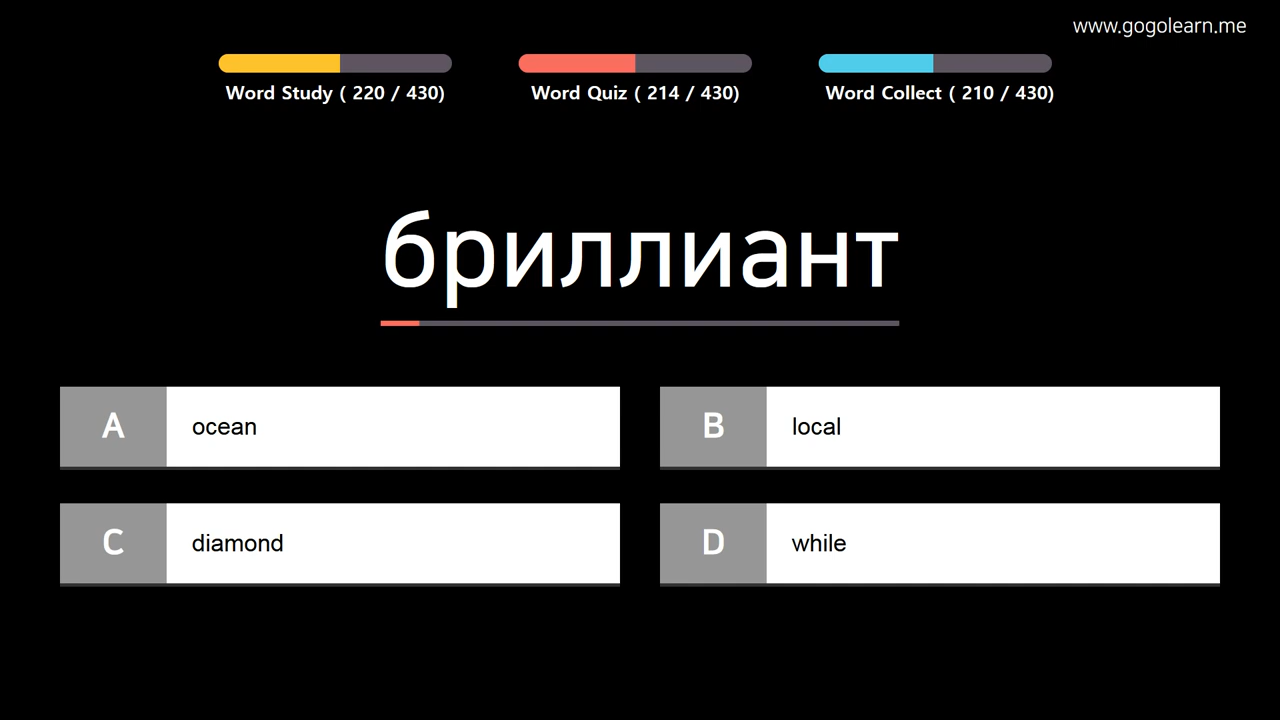 www.gogolearn.me
Word Study ( 220 / 430)
Word Quiz ( 214 / 430)
Word Collect ( 210 / 430)
бриллиант
A ocean
B local
C diamond
D while